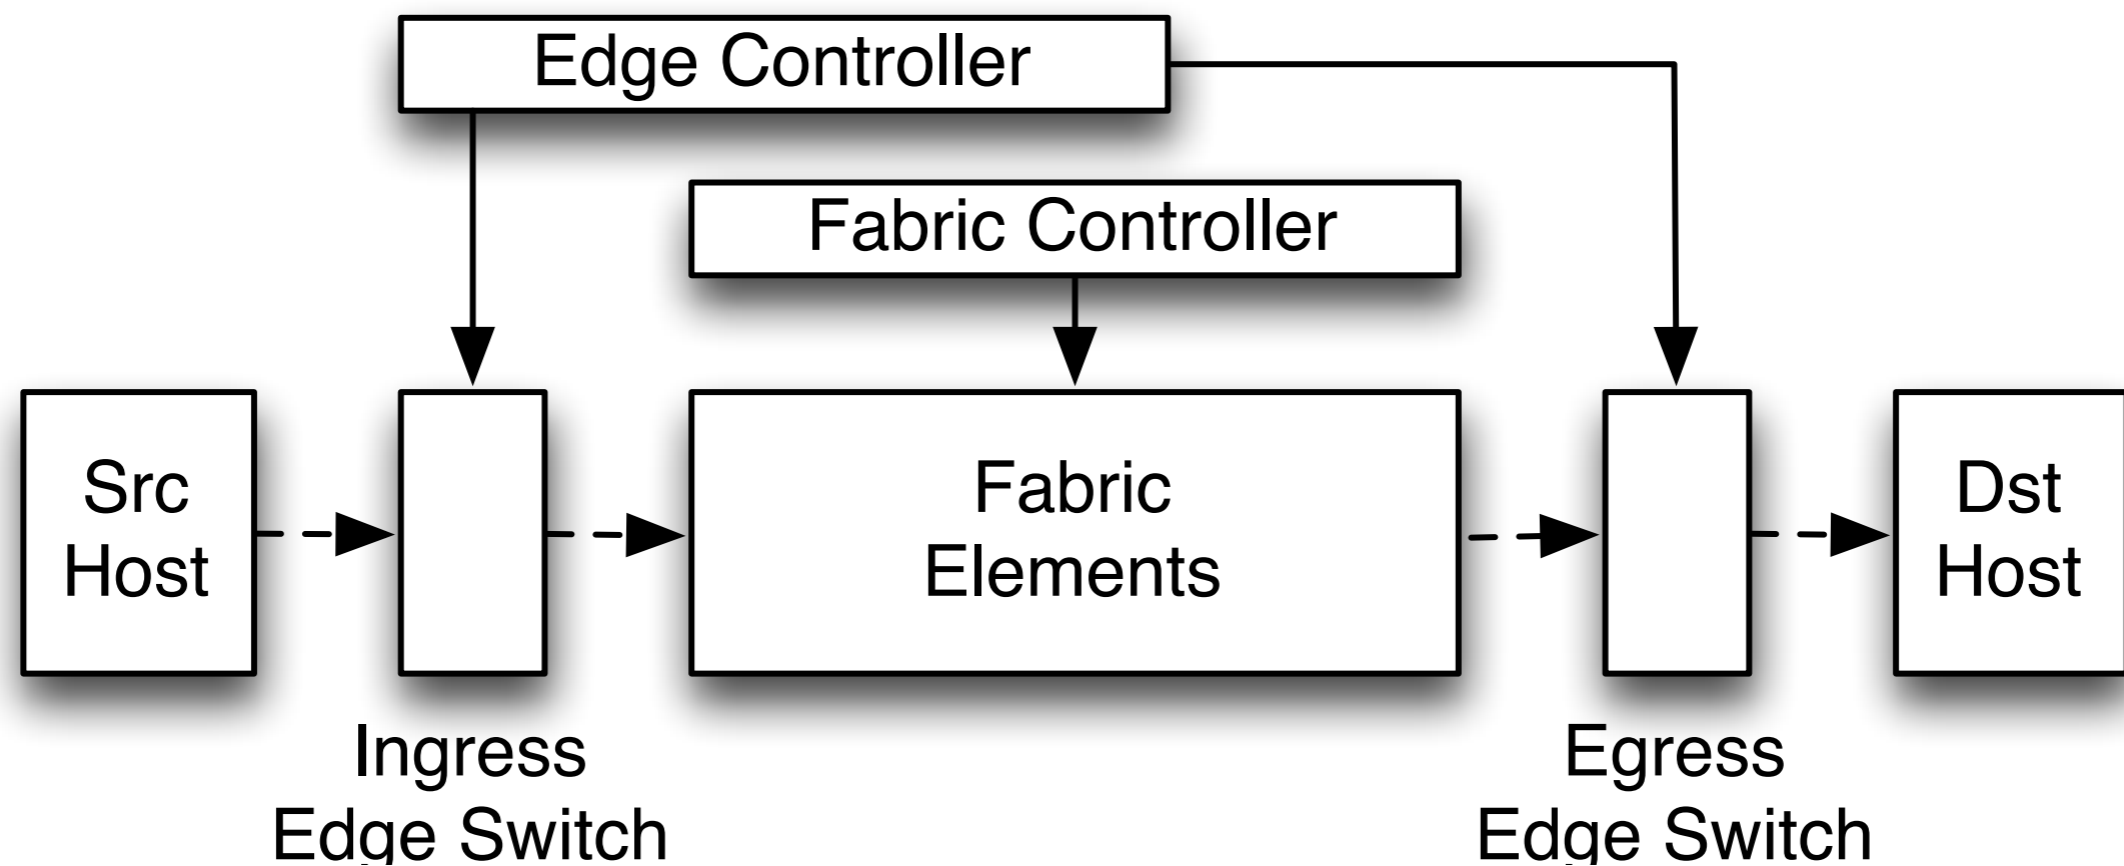 Edge Controller
Fabric Controller
Src
Host
Fabric
Elements
Dst
Host
Ingress
Edge Switch
Egress
Edge Switch